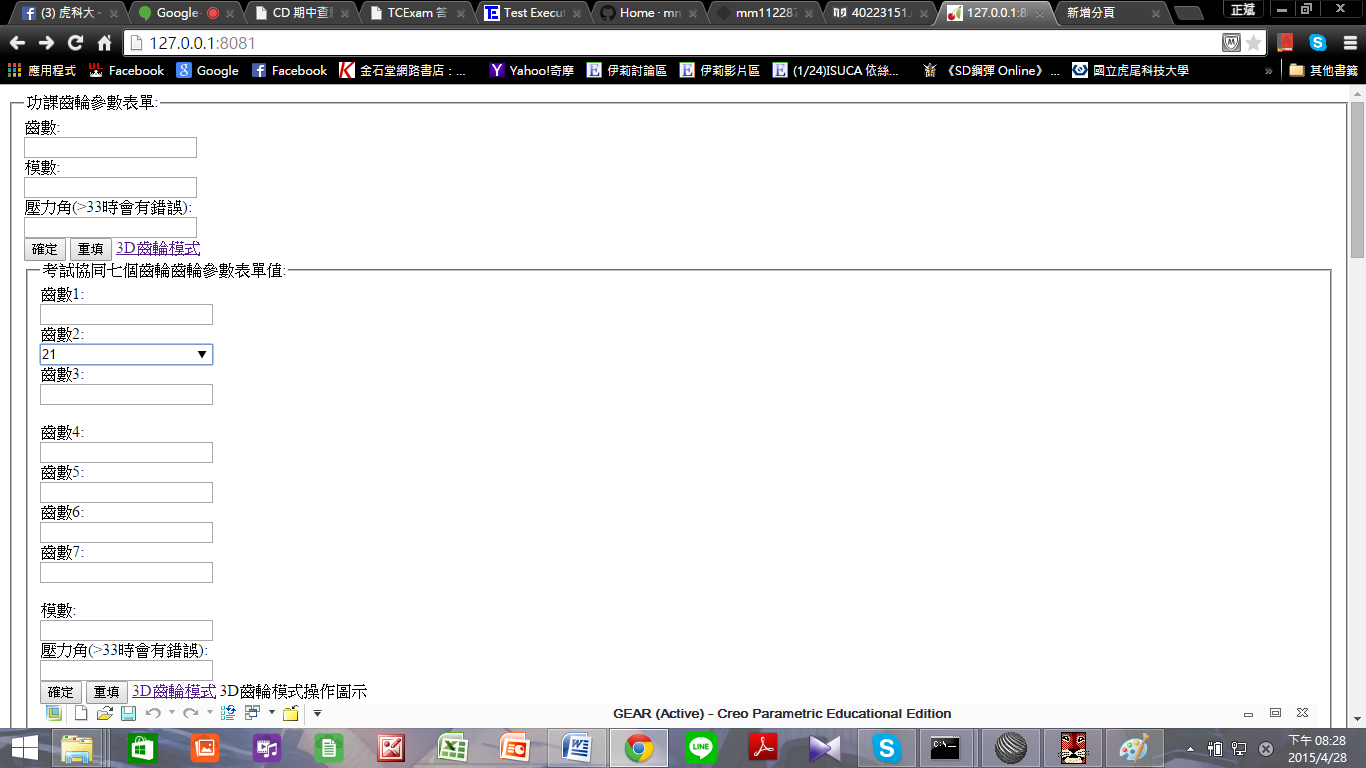 (3) 虎科大 -
Google-
CD 期中查
TCExam 答
Test Execut
Home · mn
mm112287
40223151.
127.0.0.1:8
新增分頁
正斌
127.0.0.1:8081
應用程式
Facebook
Google
Facebook
金石堂網路書店：...
Yahoo!奇摩
伊莉討論區
伊莉影片區
(1/24)ISUCA 依絲...
《SD鋼彈 Online》...
國立虎尾科技大學
»
其他書籤
功課齒輪參數表單:
齒數:
模數:
壓力角(>33時會有錯誤):
確定 重填 3D齒輪模式
考試協同七個齒輪齒輪參數表單值:
齒數1:
齒數2:
21
齒數3:
齒數4:
齒數5:
齒數6:
齒數7:
模數:
壓力角(>33時會有錯誤):
確定 重填 3D齒輪模式 3D齒輪模式操作圖示
GEAR (Active) - Creo Parametric Educational Edition
下午 08:28
2015/4/28